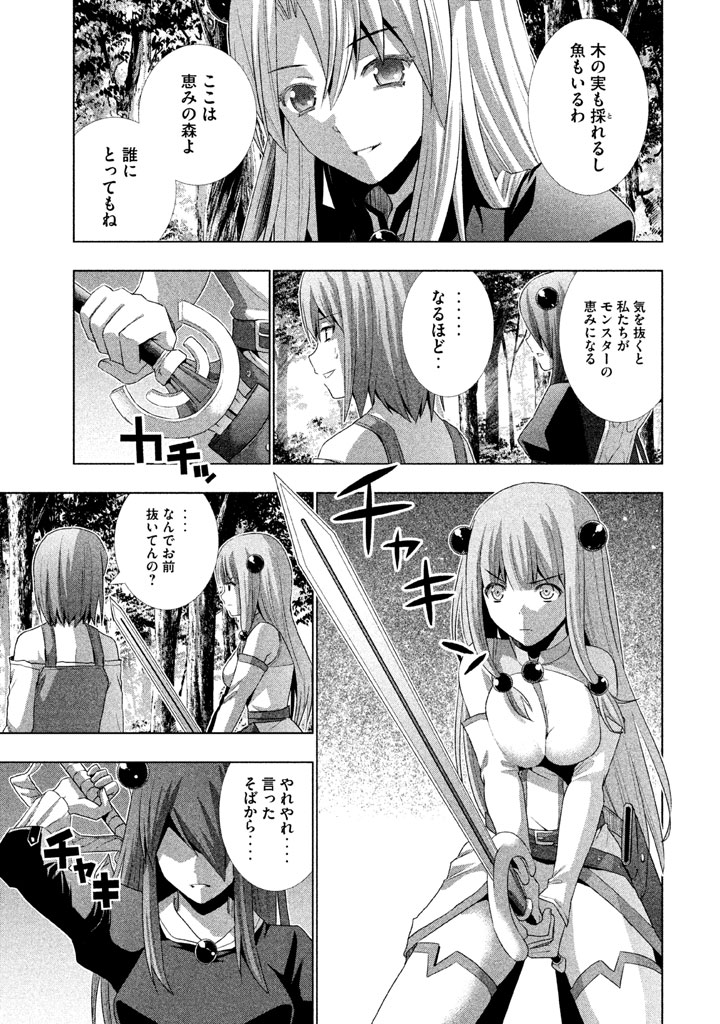 木の実も採れるし
魚もいるわ
ここは
恵みの森よ
誰に
とってもね
気を抜くと
私たちが
モンスターの
恵みになる
‥‥‥
なるほど‥
カチッ
チャキン
‥‥
なんでお前
抜いてんの?
やれやれ‥‥
言った
そばから‥‥
チャキ